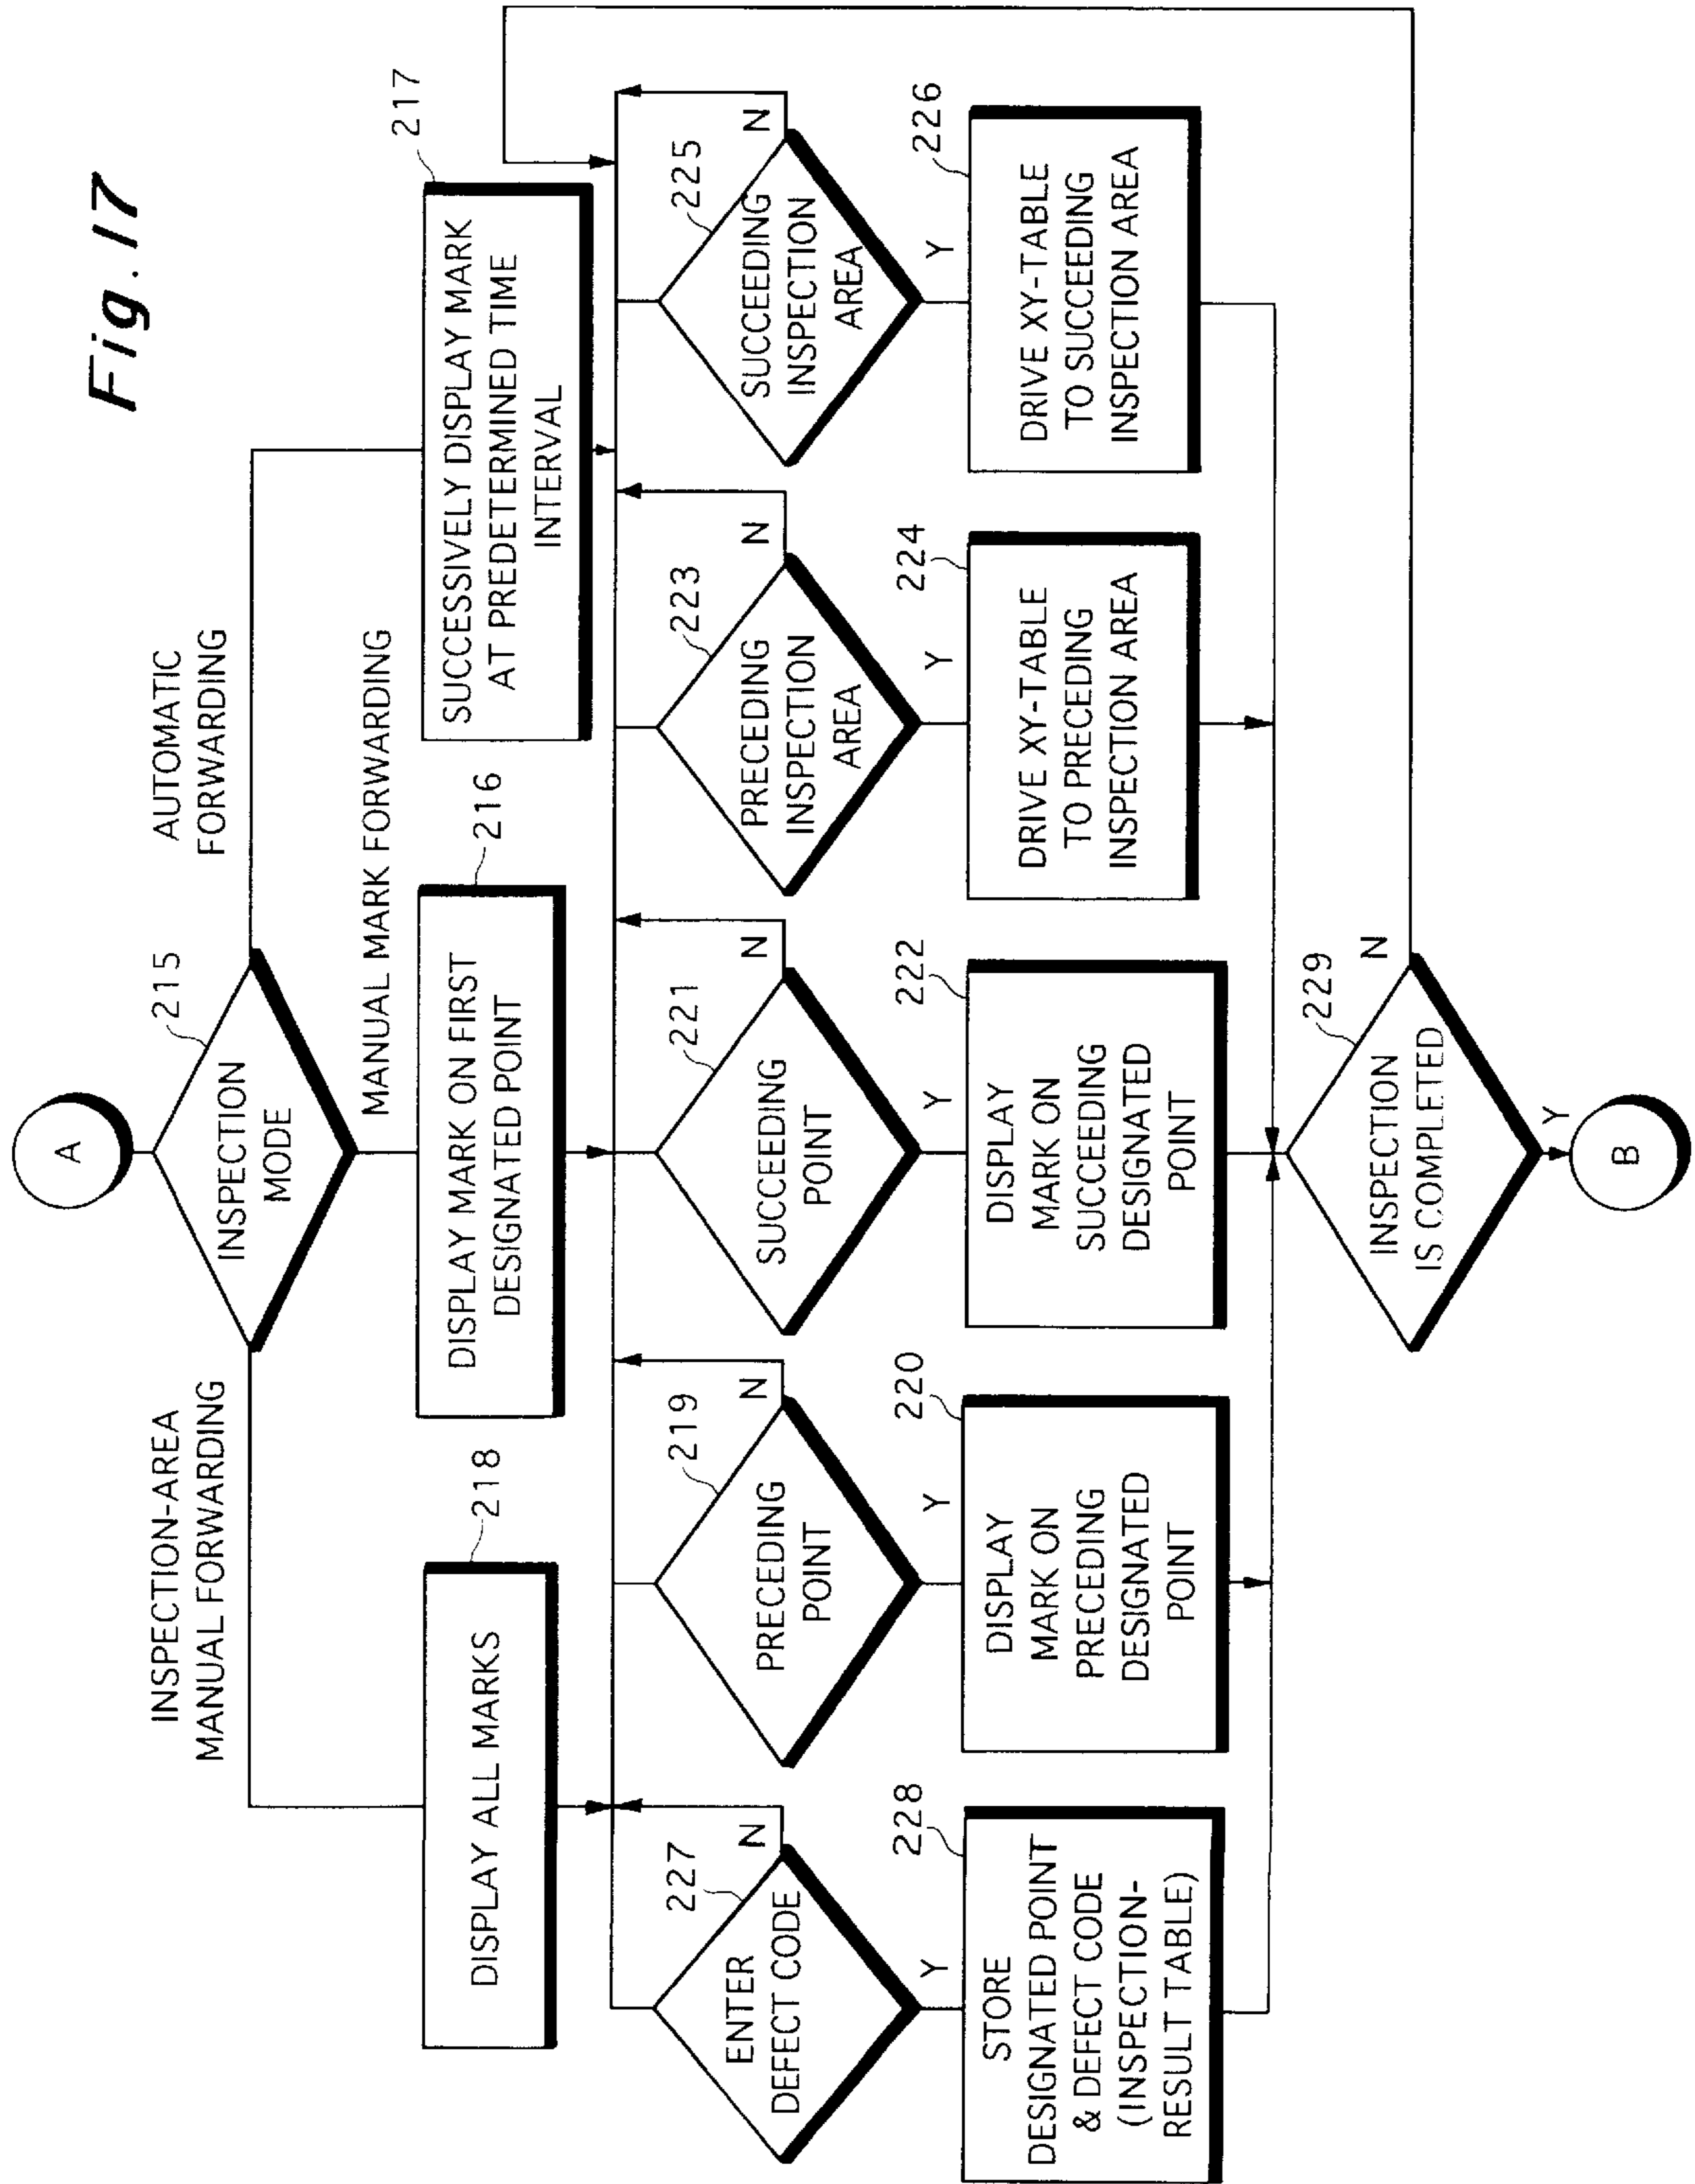 Fig. 17
A
215
INSPECTION
MODE
INSPECTION-AREA
MANUAL FORWARDING
MANUAL MARK FORWARDING
AUTOMATIC
FORWARDING
218
DISPLAY ALL MARKS
216
DISPLAY MARK ON FIRST
DESIGNATED POINT
217
SUCCESSIVELY DISPLAY MARK
AT PREDETERMINED TIME
INTERVAL
227
ENTER
DEFECT CODE
N
Y
219
PRECEDING
POINT
N
Y
221
SUCCEEDING
POINT
N
Y
223
PRECEDING
INSPECTION
AREA
N
Y
225
SUCCEEDING
INSPECTION
AREA
N
Y
228
STORE
DESIGNATED POINT
& DEFECT CODE
(INSPECTION-
RESULT TABLE)
220
DISPLAY
MARK ON
PRECEDING
DESIGNATED
POINT
222
DISPLAY
MARK ON
SUCCEEDING
DESIGNATED
POINT
224
DRIVE XY-TABLE
TO PRECEDING
INSPECTION AREA
226
DRIVE XY-TABLE
TO SUCCEEDING
INSPECTION AREA
229
INSPECTION
IS COMPLETED
N
Y
B